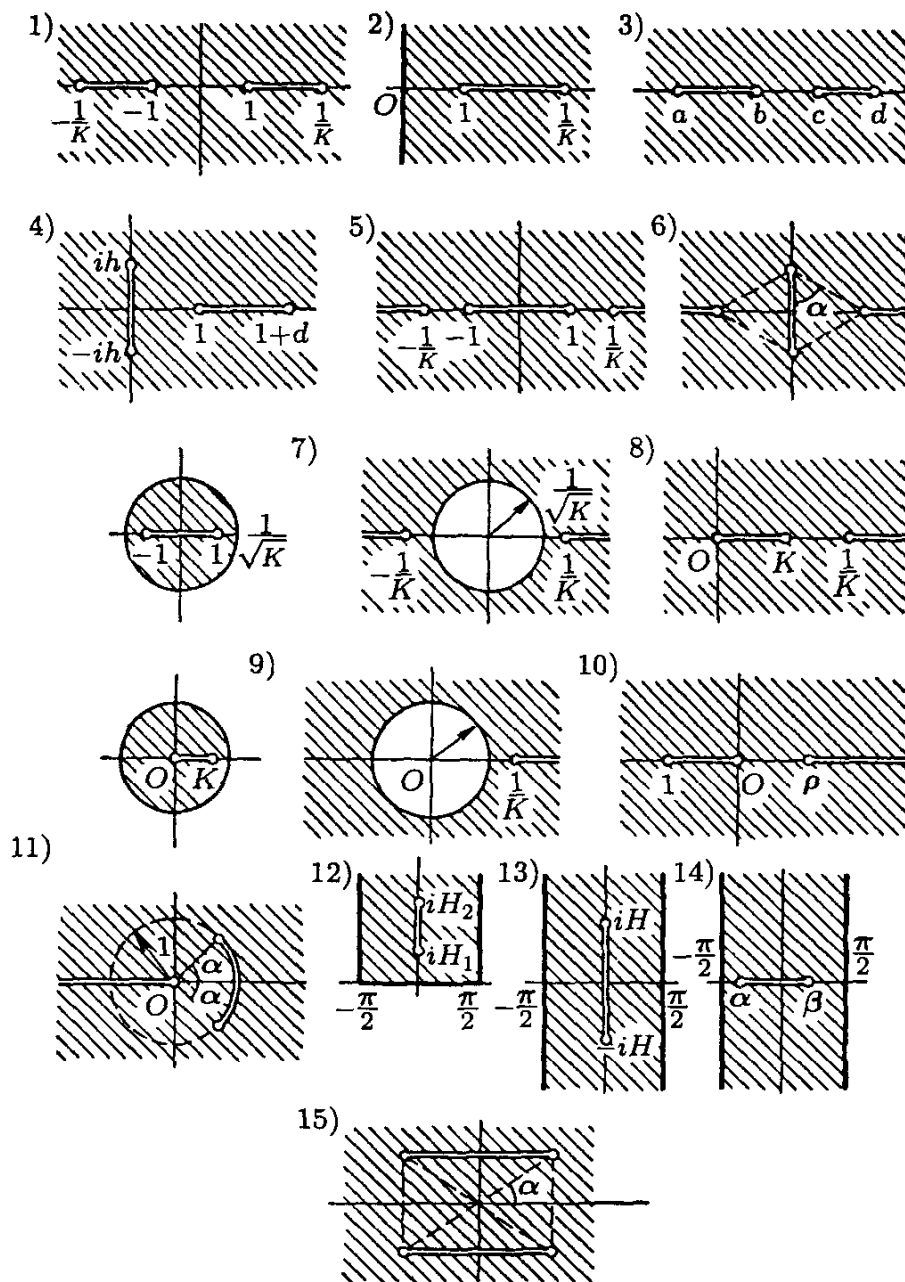 1) 2) 3)
-1/K -1 1 1/K O 1 1/K a b c d
4) 5) 6)
ih -ih 1 1+d -1/K -1 1 1/K α
7) 8)
-1 1 1/√K -1/K 1/√K 1/K O K 1/K
9) 10)
O K O 1/K 1 O ρ
11) 12) 13) 14)
1 α α O iH₂ iH₁ -π/2 π/2 iH -iH -π/2 π/2 -π/2 π/2 α β
15)
α